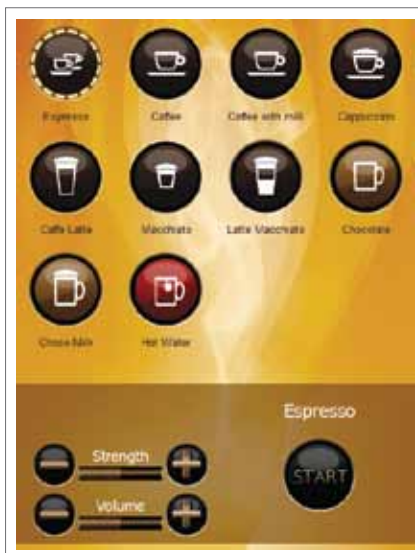 Espresso Coffee Coffee with milk Cappuccino
Caffe Latte Macchiato Latte Macchiato Chocolate
Choco Milk Hot Water
Espresso
Strength
START
Volume